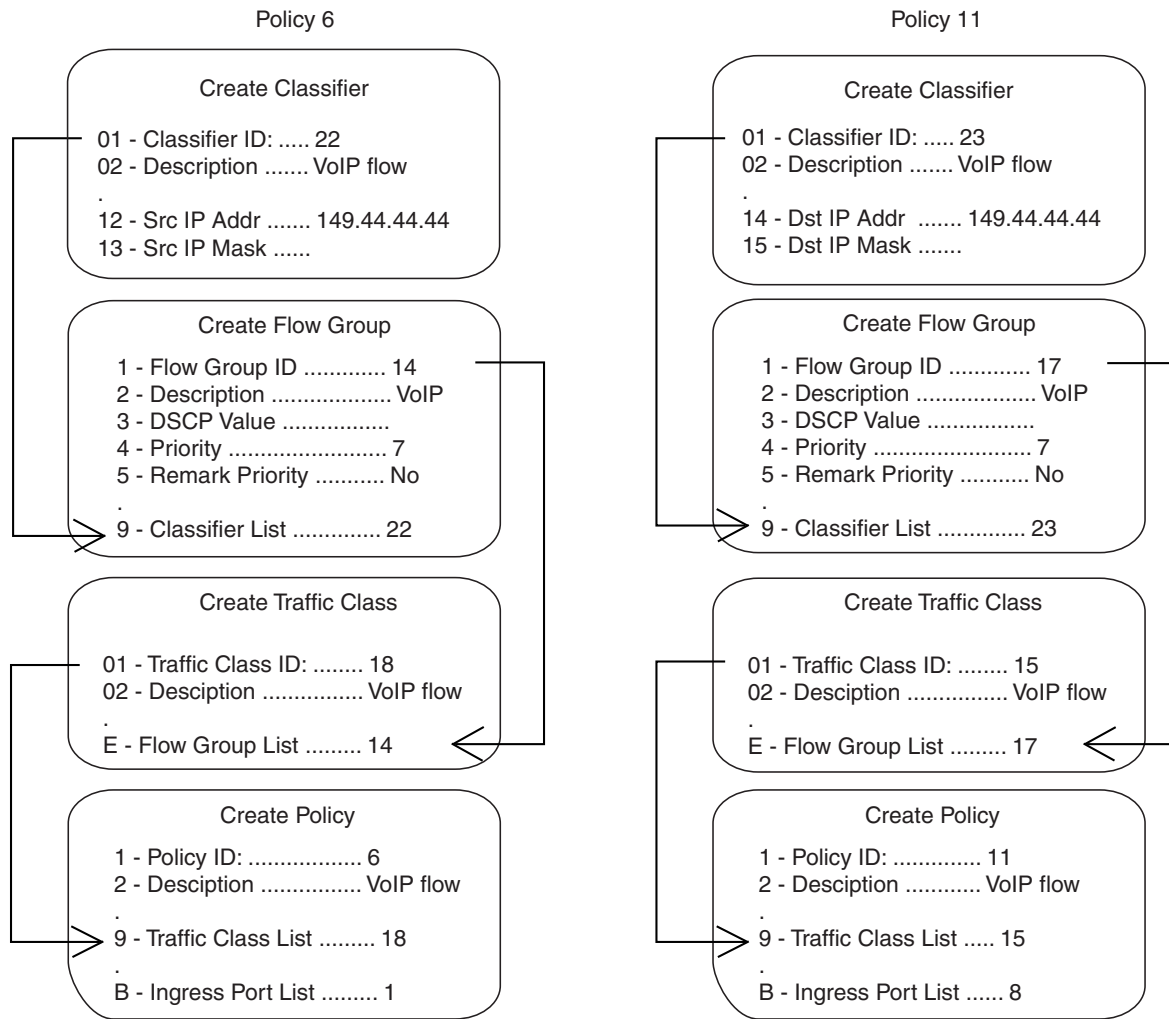 Policy 6
Create Classifier
01 - Classifier ID: ..... 22
02 - Description ....... VoIP flow
.
12 - Src IP Addr ....... 149.44.44.44
13 - Src IP Mask ......
Create Flow Group
1 - Flow Group ID ............. 14
2 - Description .................... VoIP
3 - DSCP Value ..................
4 - Priority .......................... 7
5 - Remark Priority ........... No
.
9 - Classifier List .............. 22
Create Traffic Class
01 - Traffic Class ID: ........ 18
02 - Desciption ................. VoIP flow
.
E - Flow Group List ......... 14
Create Policy
1 - Policy ID: ................... 6
2 - Desciption ................. VoIP flow
.
9 - Traffic Class List ......... 18
.
B - Ingress Port List ......... 1
Policy 11
Create Classifier
01 - Classifier ID: ..... 23
02 - Description ....... VoIP flow
.
14 - Dst IP Addr ....... 149.44.44.44
15 - Dst IP Mask .......
Create Flow Group
1 - Flow Group ID ............. 17
2 - Description .................... VoIP
3 - DSCP Value ..................
4 - Priority .......................... 7
5 - Remark Priority ........... No
.
9 - Classifier List .............. 23
Create Traffic Class
01 - Traffic Class ID: ........ 15
02 - Desciption ................. VoIP flow
.
E - Flow Group List ......... 17
Create Policy
1 - Policy ID: .............. 11
2 - Desciption ................. VoIP flow
.
9 - Traffic Class List ..... 15
.
B - Ingress Port List ...... 8